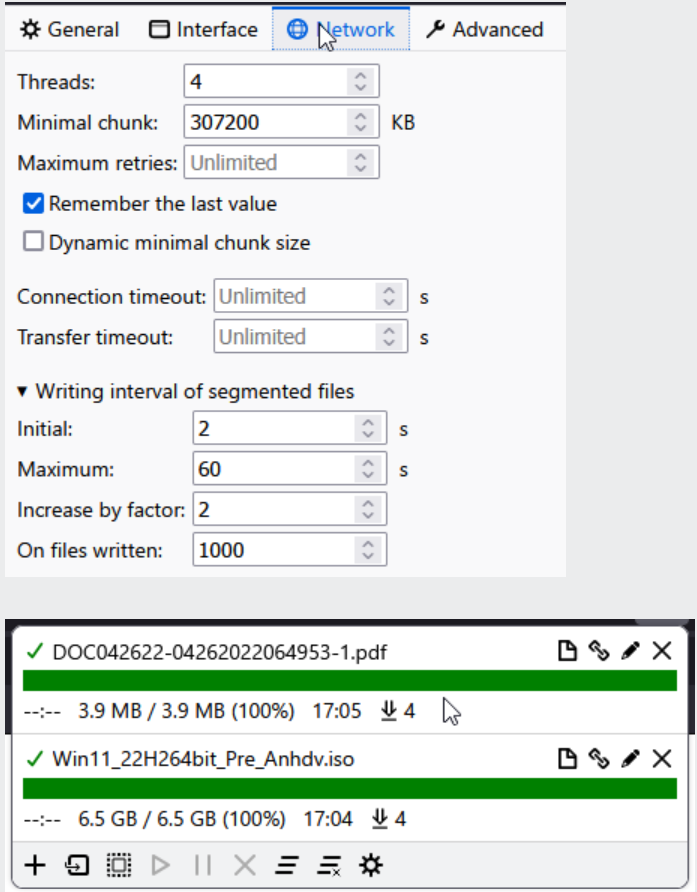 General Interface Network Advanced
Threads: 4
Minimal chunk: 307200 KB
Maximum retries: Unlimited
Remember the last value
Dynamic minimal chunk size
Connection timeout: Unlimited s
Transfer timeout: Unlimited s
Writing interval of segmented files
Initial: 2 s
Maximum: 60 s
Increase by factor: 2
On files written: 1000
DOC042622-04262022064953-1.pdf
--:-- 3.9 MB / 3.9 MB (100%) 17:05 4
Win11_22H264bit_Pre_Anhdv.iso
--:-- 6.5 GB / 6.5 GB (100%) 17:04 4